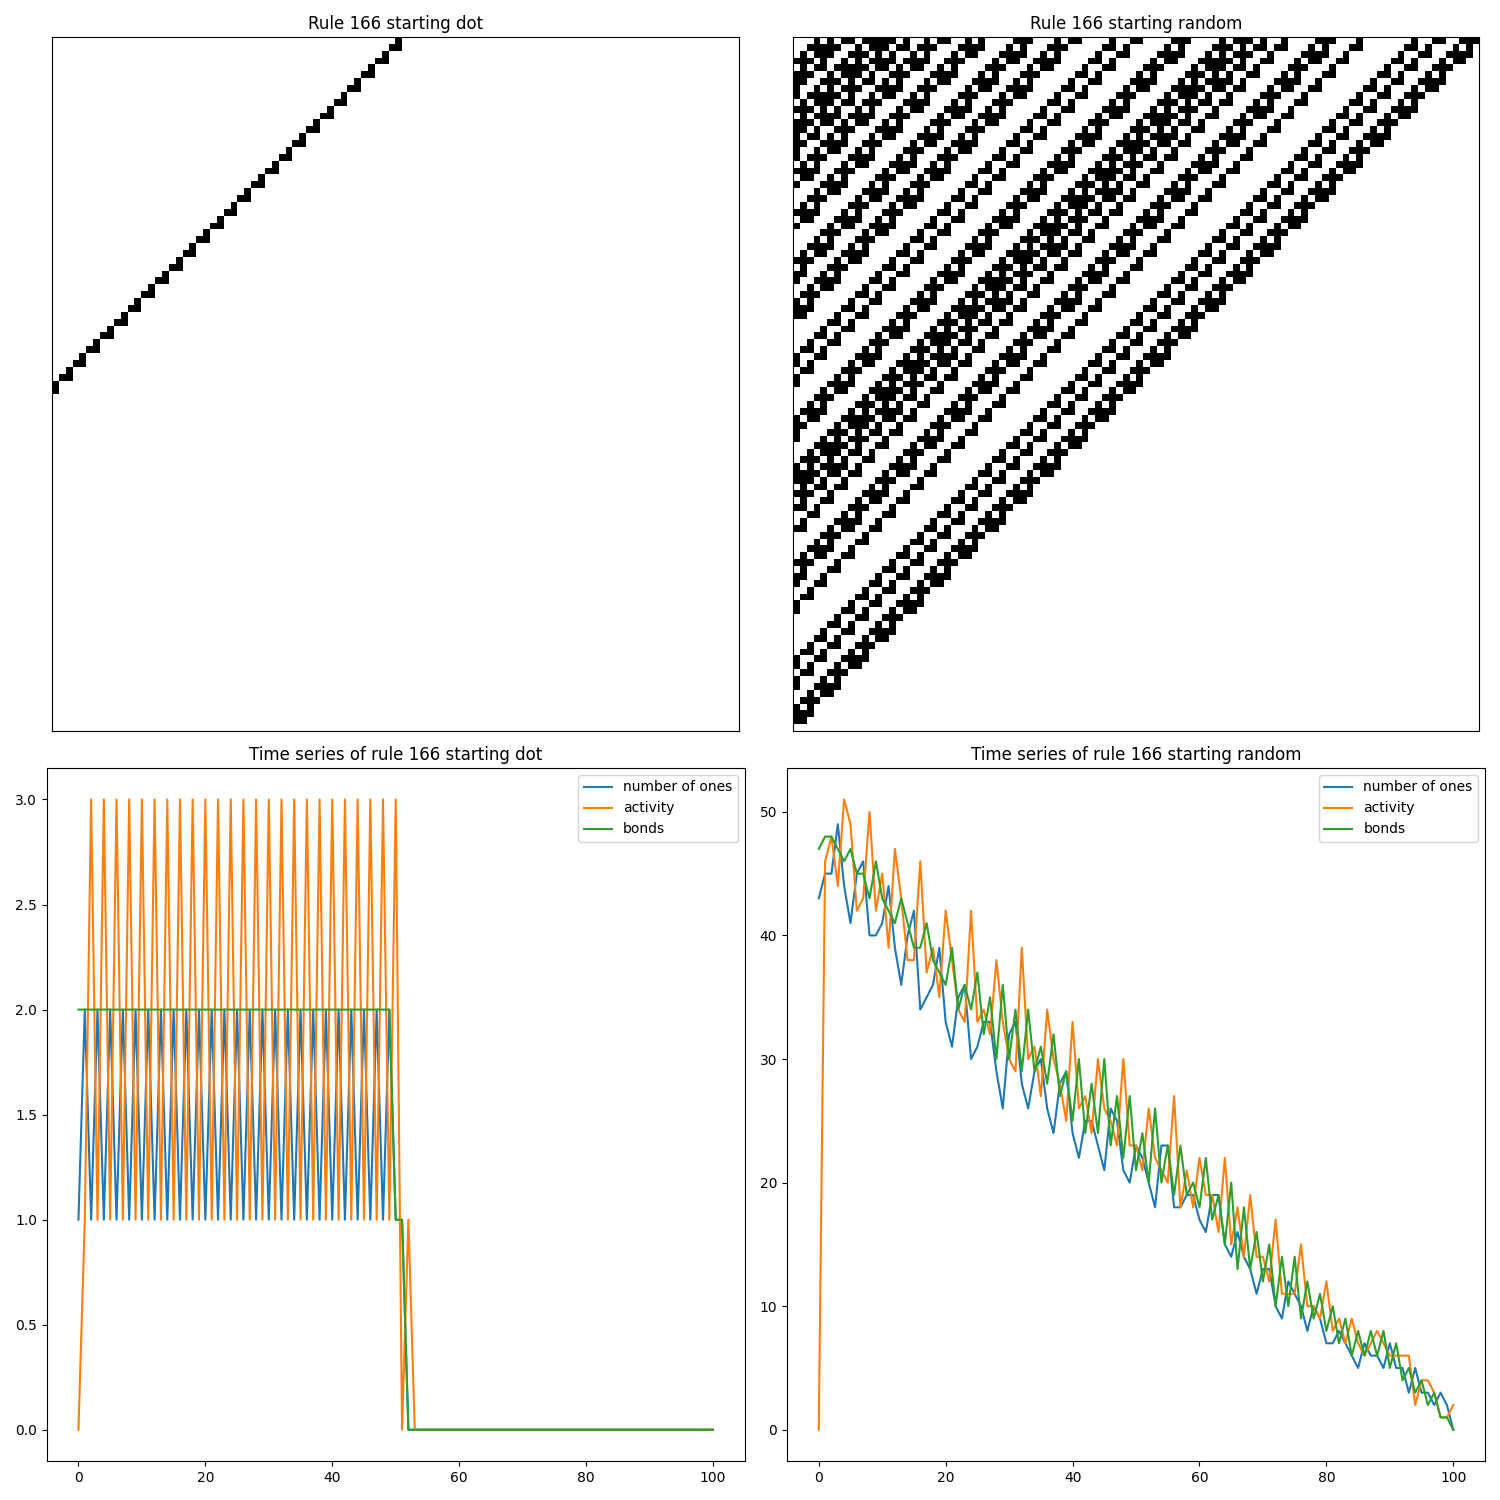 Rule 166 starting dot
Rule 166 starting random
Time series of rule 166 starting dot
3.0
2.5
2.0
1.5
1.0
0.5
0.0
0
20
40
60
80
100
number of ones
activity
bonds
Time series of rule 166 starting random
50
40
30
20
10
0
0
20
40
60
80
100
number of ones
activity
bonds